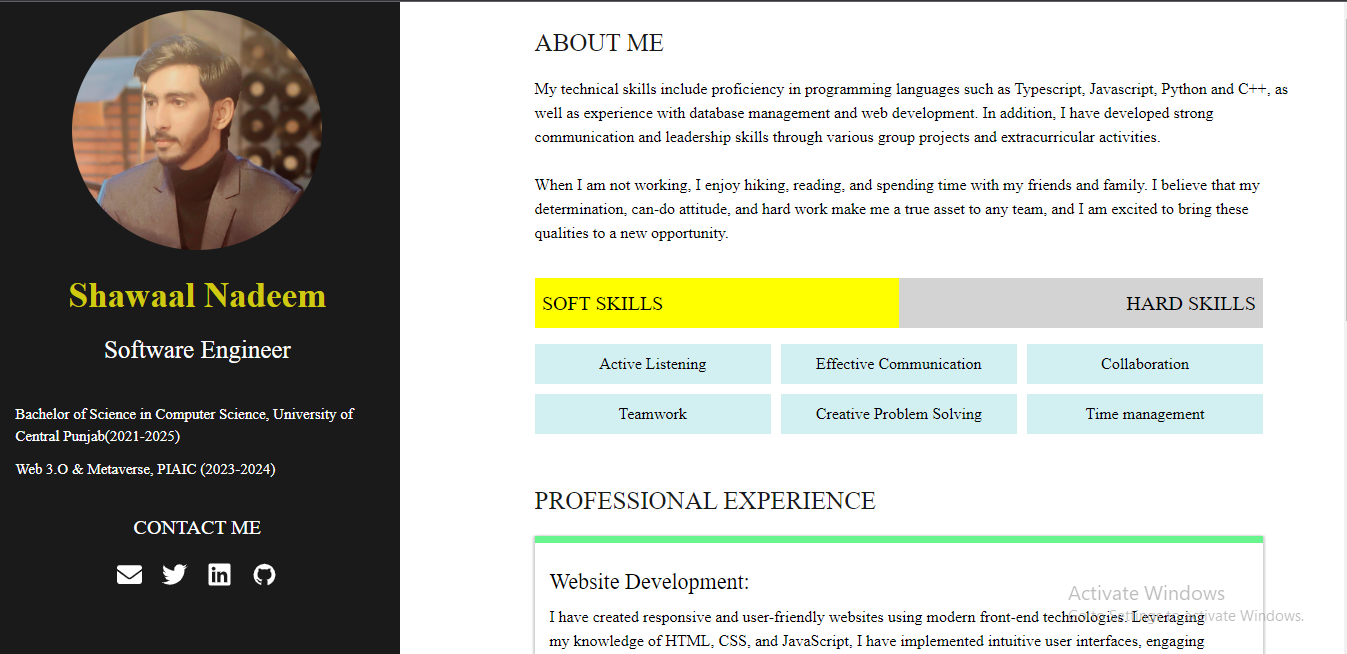 Shawaal Nadeem
Software Engineer
Bachelor of Science in Computer Science, University of
Central Punjab(2021-2025)
Web 3.O & Metaverse, PIAIC (2023-2024)
CONTACT ME
ABOUT ME
My technical skills include proficiency in programming languages such as Typescript, Javascript, Python and C++, as
well as experience with database management and web development. In addition, I have developed strong
communication and leadership skills through various group projects and extracurricular activities.
When I am not working, I enjoy hiking, reading, and spending time with my friends and family. I believe that my
determination, can-do attitude, and hard work make me a true asset to any team, and I am excited to bring these
qualities to a new opportunity.
SOFT SKILLS
HARD SKILLS
Active Listening
Effective Communication
Collaboration
Teamwork
Creative Problem Solving
Time management
PROFESSIONAL EXPERIENCE
Website Development:
I have created responsive and user-friendly websites using modern front-end technologies. Leveraging
my knowledge of HTML, CSS, and JavaScript, I have implemented intuitive user interfaces, engaging
Activate Windows
Go to Settings to activate Windows.